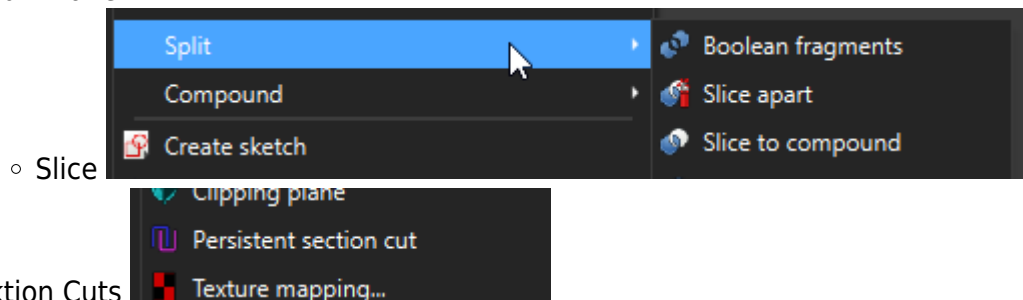 Split
Boolean fragments
Compound
Slice apart
Create sketch
Slice to compound
Slice
Clipping plane
Persistent section cut
Cuts
Texture mapping...